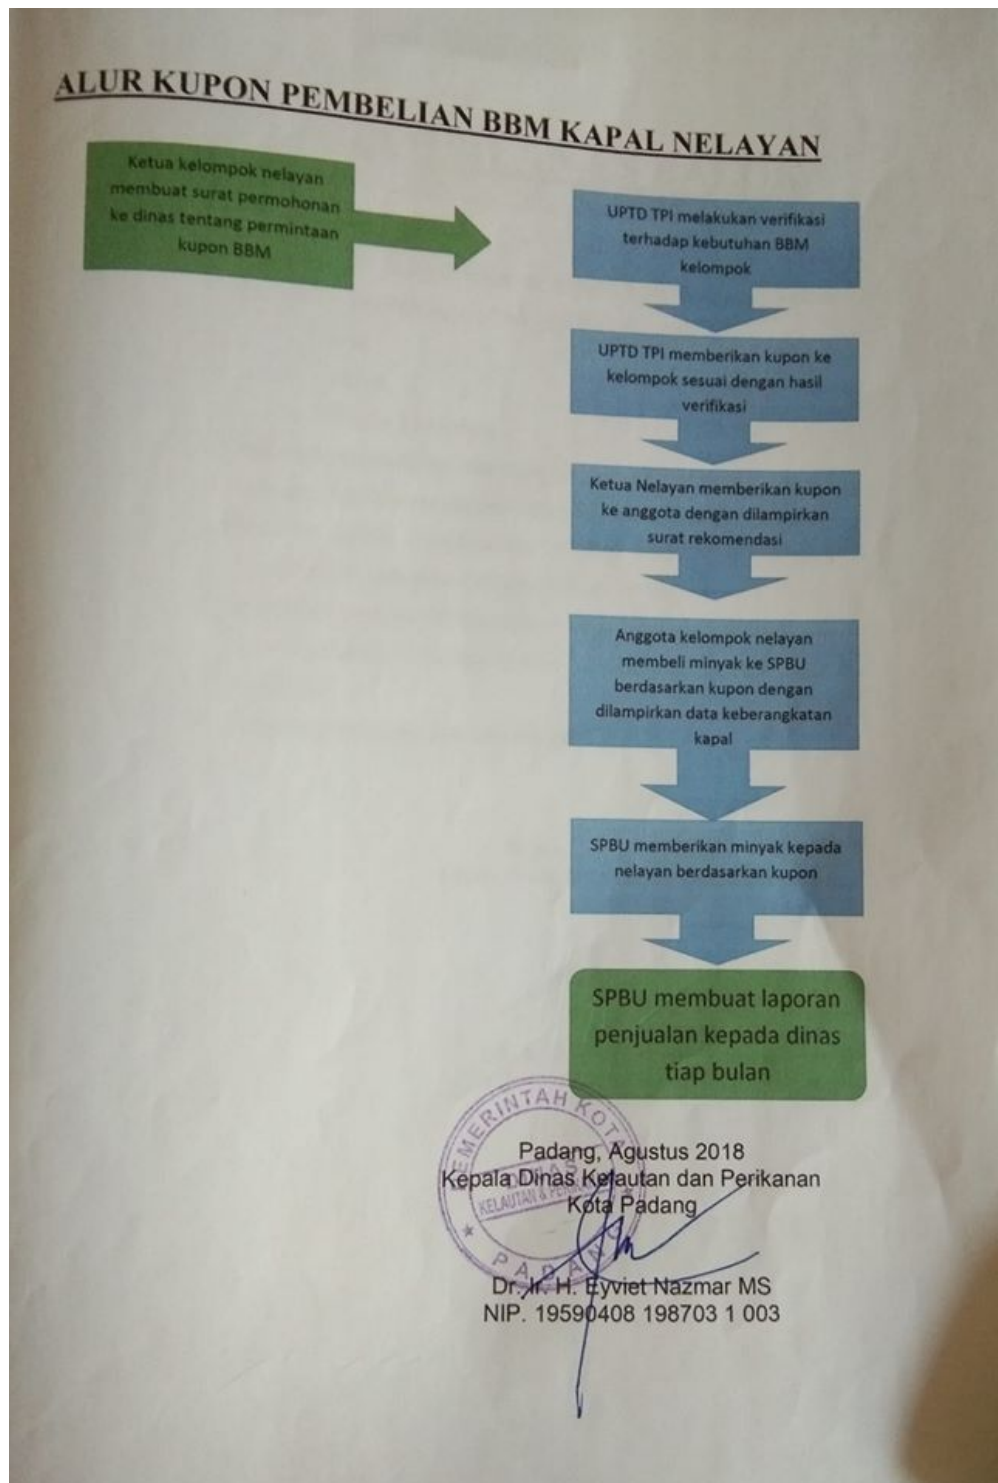 ALUR KUPON PEMBELIAN BBM KAPAL NELAYAN
Ketua kelompok nelayan
membuat surat permohonan
ke dinas tentang permintaan
kupon BBM
UPTD TPI melakukan verifikasi
terhadap kebutuhan BBM
kelompok
UPTD TPI memberikan kupon ke
kelompok sesuai dengan hasil
verifikasi
Ketua Nelayan memberikan kupon
ke anggota dengan dilampirkan
surat rekomendasi
Anggota kelompok nelayan
membeli minyak ke SPBU
berdasarkan kupon dengan
dilampirkan data keberangkatan
kapal
SPBU memberikan minyak kepada
nelayan berdasarkan kupon
SPBU membuat laporan
penjualan kepada dinas
tiap bulan
PEMERINTAH KOTA
DINAS
KELAUTAN &
PADANG
Padang, Agustus 2018
Kepala Dinas Kelautan dan Perikanan
Kota Padang
Dr. Ir. H. Eyviet Nazmar MS
NIP. 19590408 198703 1 003